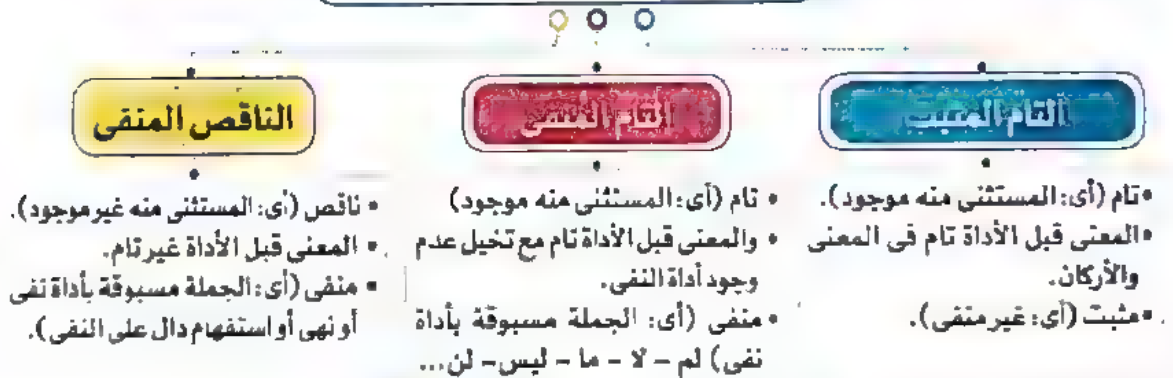 التام المثبت
• تام (أى: المستثنى منه موجود).
• المعنى قبل الأداة تام فى المعنى
والأركان.
• مثبت (أى: غير منفى).
التام المنفى
• تام (أى: المستثنى منه موجود)
• والمعنى قبل الأداة تام مع تخيل عدم
وجود أداة النفى.
• منفى (أى: الجملة مسبوقة بأداة
نفى) لم - لا - ما - ليس - لن...
الناقص المنفى
• ناقص (أى: المستثنى منه غير موجود).
• المعنى قبل الأداة غير تام.
• منفى (أى: الجملة مسبوقة بأداة نفى
أو نهى أو استفهام دال على النفى).